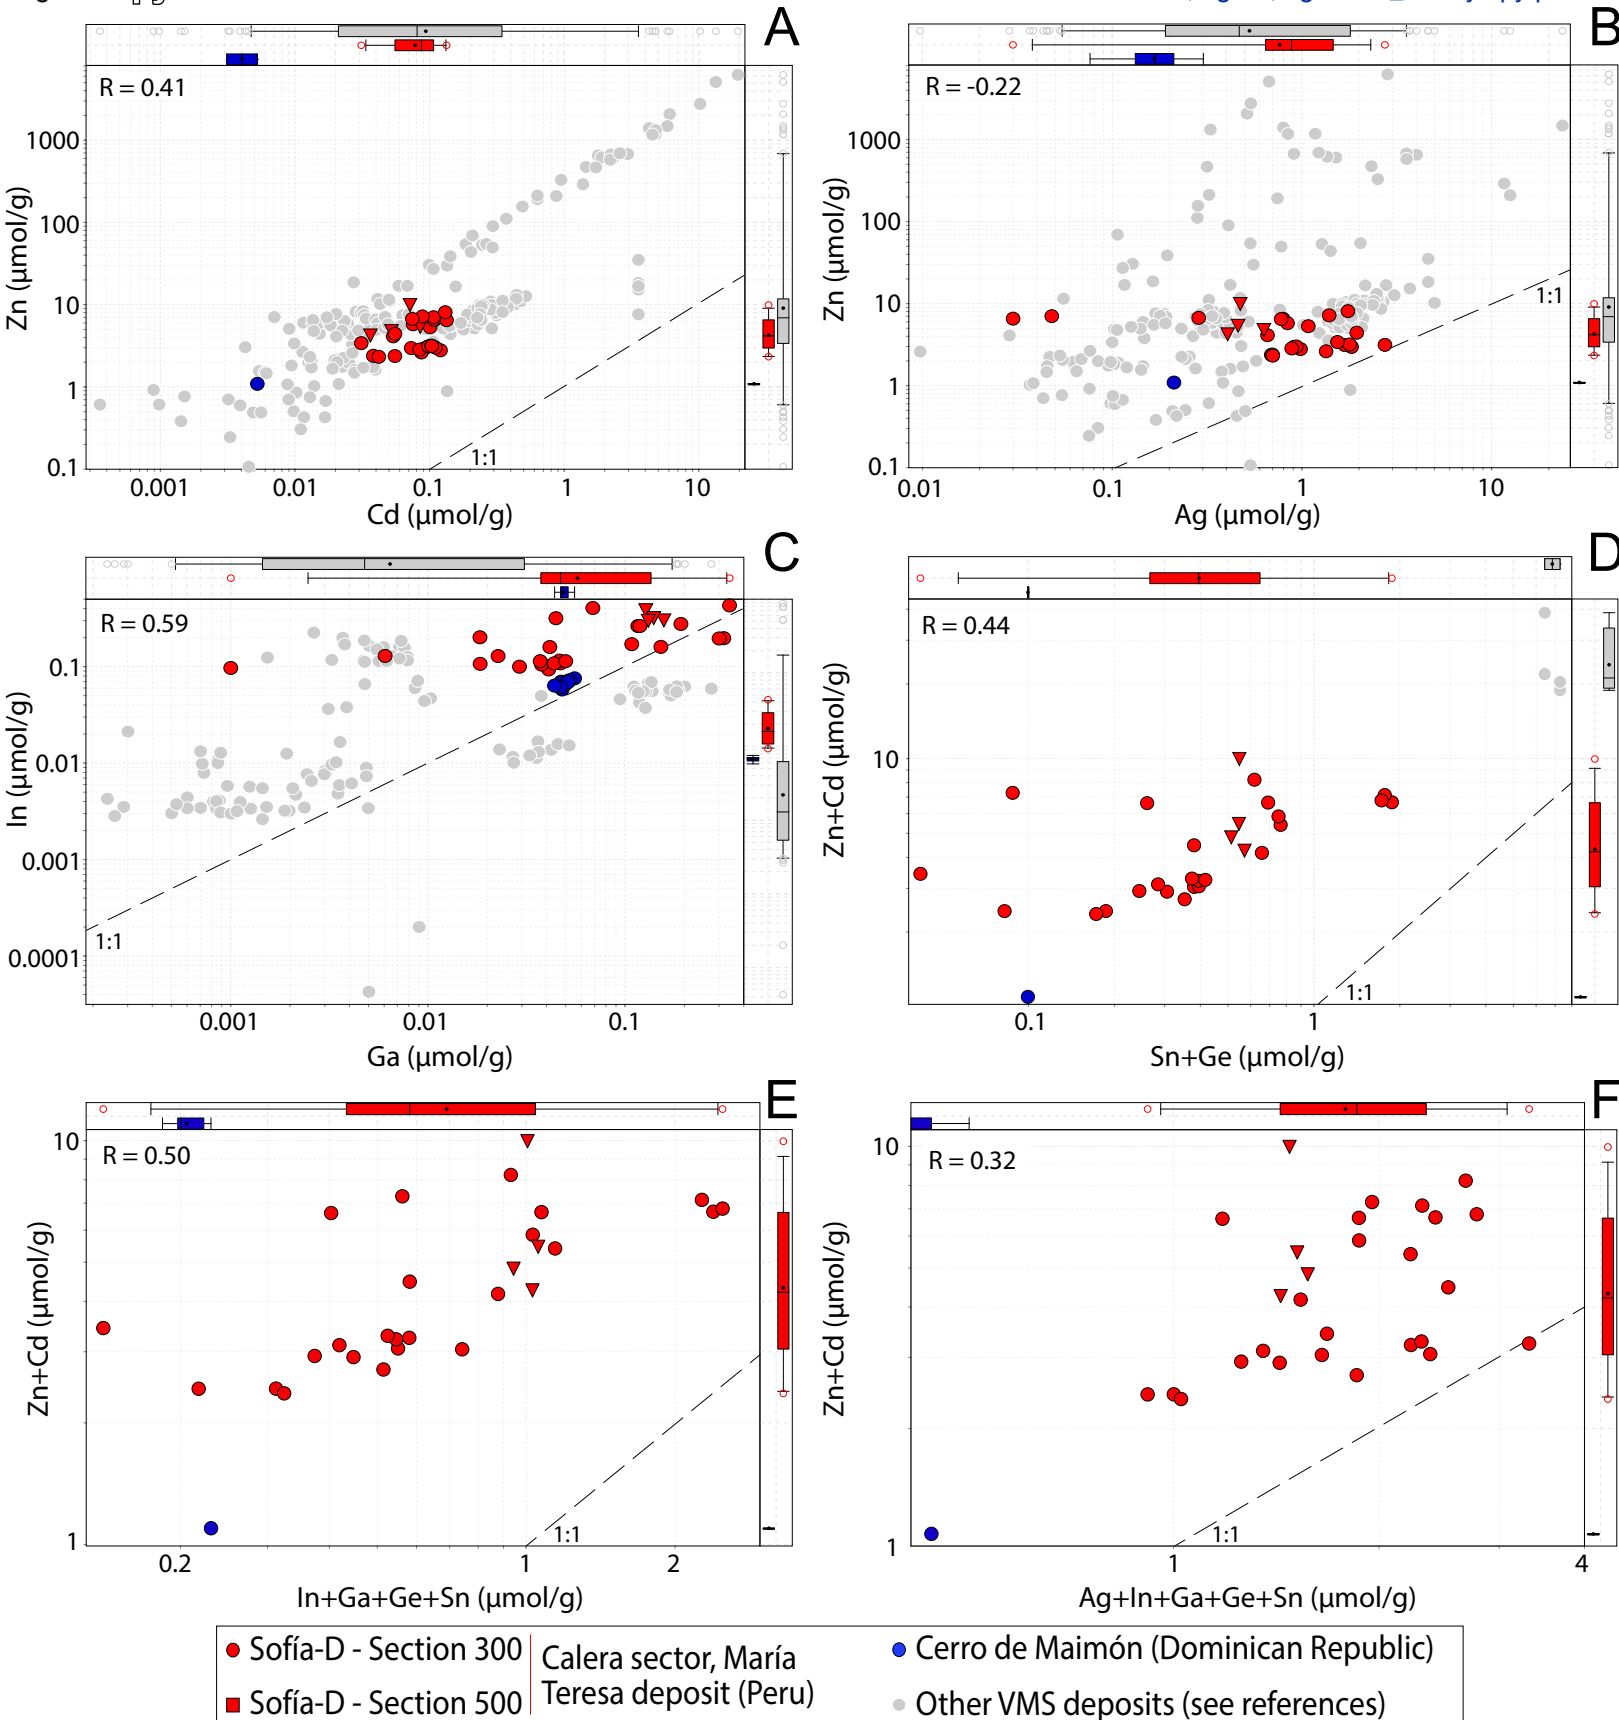 A
R = 0.41
1000
100
10
1
0.1
Zn (µmol/g)
1:1
0.001
0.01
0.1
1
10
Cd (µmol/g)
B
R = -0.22
1000
100
10
1
0.1
Zn (µmol/g)
1:1
0.01
0.1
1
10
Ag (µmol/g)
C
R = 0.59
0.1
0.01
0.001
0.0001
In (µmol/g)
1:1
0.001
0.01
0.1
Ga (µmol/g)
D
R = 0.44
10
Zn+Cd (µmol/g)
1:1
0.1
1
Sn+Ge (µmol/g)
E
R = 0.50
10
1
Zn+Cd (µmol/g)
1:1
0.2
1
2
In+Ga+Ge+Sn (µmol/g)
F
R = 0.32
10
1
Zn+Cd (µmol/g)
1:1
1
4
Ag+In+Ga+Ge+Sn (µmol/g)
Sofía-D - Section 300
Sofía-D - Section 500
Calera sector, María
Teresa deposit (Peru)
Cerro de Maimón (Dominican Republic)
Other VMS deposits (see references)